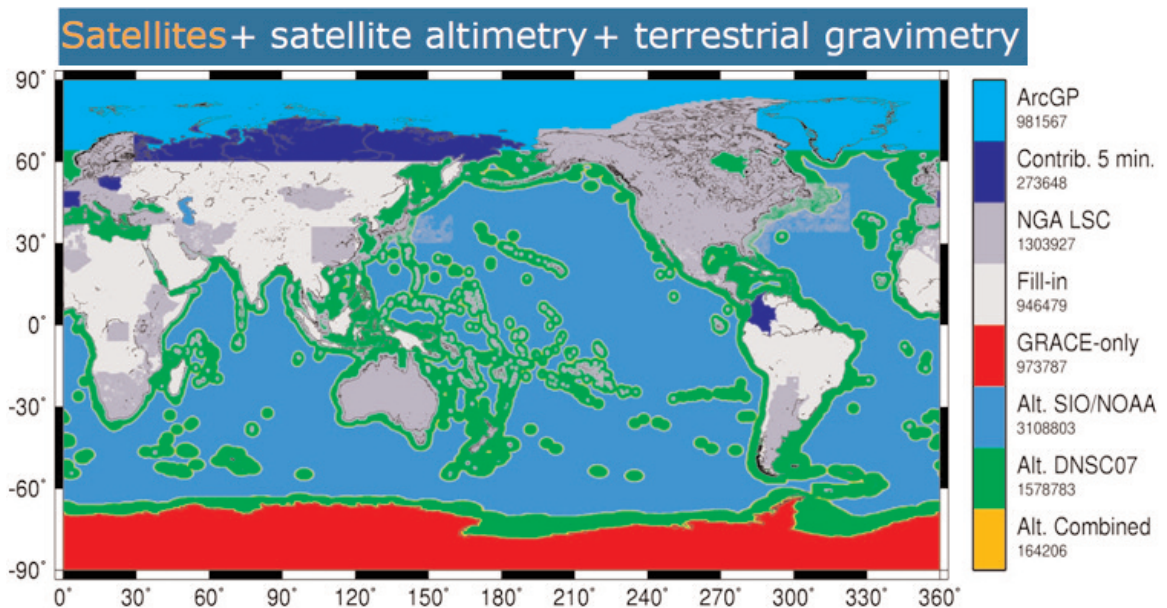 Satellites + satellite altimetry + terrestrial gravimetry
90°
60°
30°
0°
-30°
-60°
-90°
0° 30° 60° 90° 120° 150° 180° 210° 240° 270° 300° 330° 360°
ArcGP
981567
Contrib. 5 min.
273648
NGA LSC
1303927
Fill-in
946479
GRACE-only
973787
Alt. SIO/NOAA
3108803
Alt. DNSC07
1578783
Alt. Combined
164206